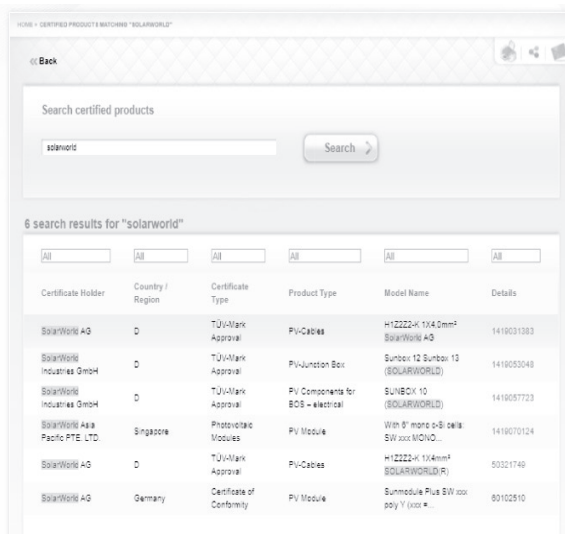 HOME > CERTIFIED PRODUCTS MATCHING "SOLARWORLD"
« Back
Search certified products
solarworld
Search
6 search results for "solarworld"
All All All All All All
Certificate Holder Country / Region Certificate Type Product Type Model Name Details
SolarWorld AG D TÜV-Mark Approval PV-Cables H1Z2Z2-K 1X4,0mm² SolarWorld AG 1419031383
SolarWorld Industries GmbH D TÜV-Mark Approval PV-Junction Box Sunbox 12 Sunbox 13 (SOLARWORLD) 1419053048
SolarWorld Industries GmbH D TÜV-Mark Approval PV Components for BOS – electrical SUNBOX 10 (SOLARWORLD) 1419057723
SolarWorld Asia Pacific PTE. LTD. Singapore Photovoltaic Modules PV Module With 6" mono c-Si cells: SW xxx MONO... 1419070124
SolarWorld AG D TÜV-Mark Approval PV-Cables H1Z2Z2-K 1X4mm² SOLARWORLD(R) 50321749
SolarWorld AG Germany Certificate of Conformity PV Module Sunmodule Plus SW xxx poly Y (xxx =... 60102510